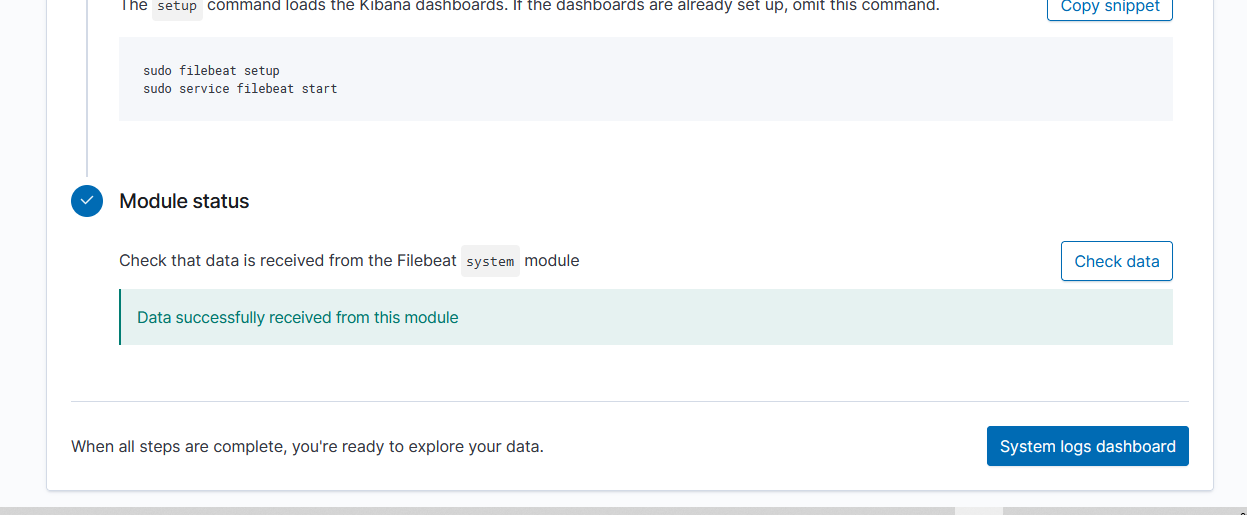 The setup command loads the Kibana dashboards. If the dashboards are already set up, omit this command.
Copy snippet
sudo filebeat setup
sudo service filebeat start
Module status
Check that data is received from the Filebeat system module
Check data
Data successfully received from this module
When all steps are complete, you're ready to explore your data.
System logs dashboard